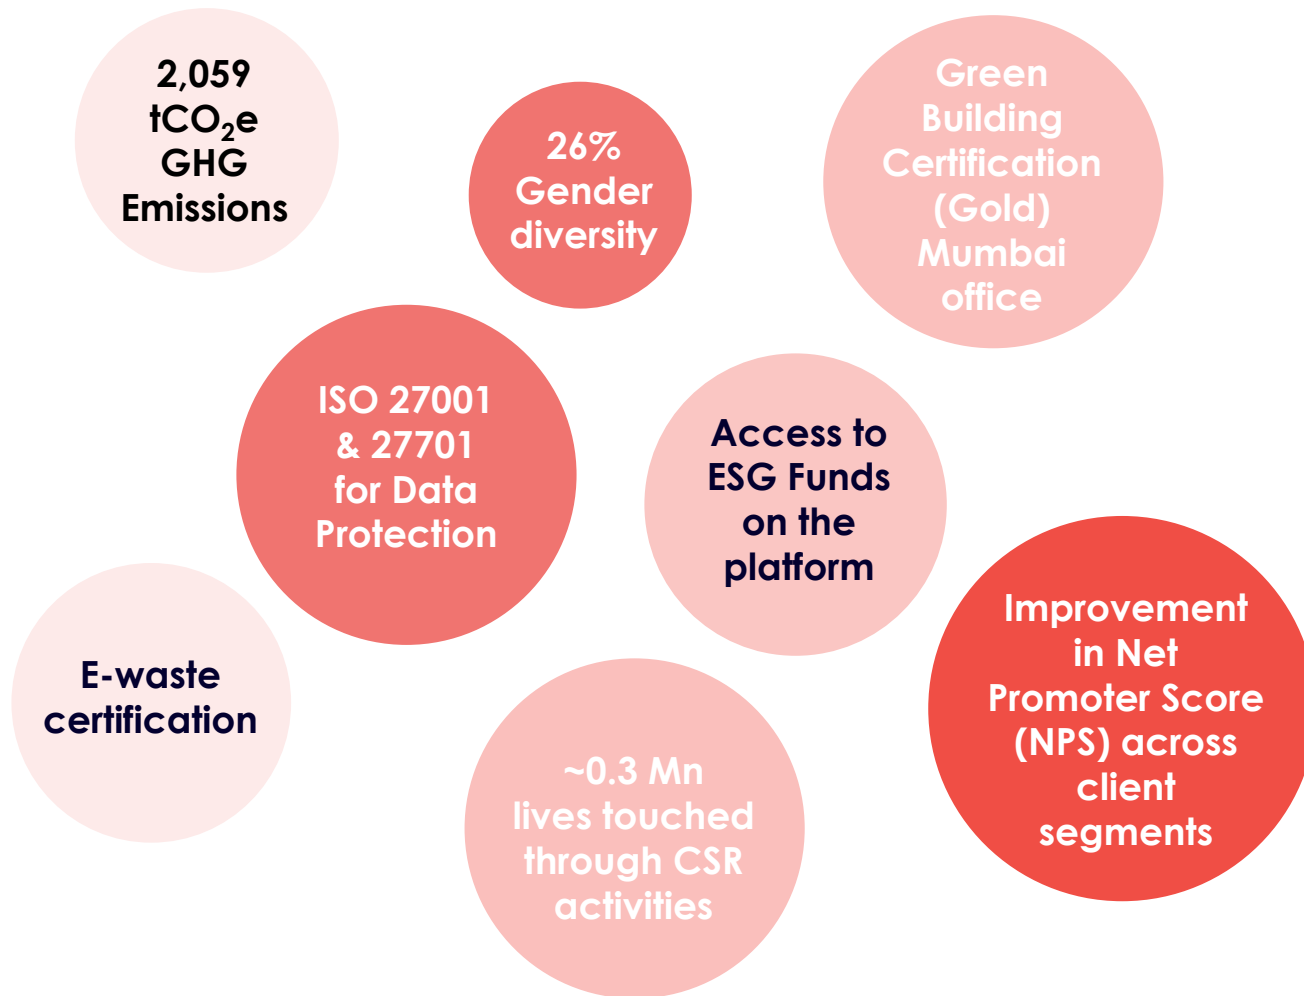 2,059
tCO₂e
GHG
Emissions
26%
Gender
diversity
Green
Building
Certification
(Gold)
Mumbai
office
ISO 27001
& 27701
for Data
Protection
Access to
ESG Funds
on the
platform
E-waste
certification
~0.3 Mn
lives touched
through CSR
activities
Improvement
in Net
Promoter Score
(NPS) across
client
segments